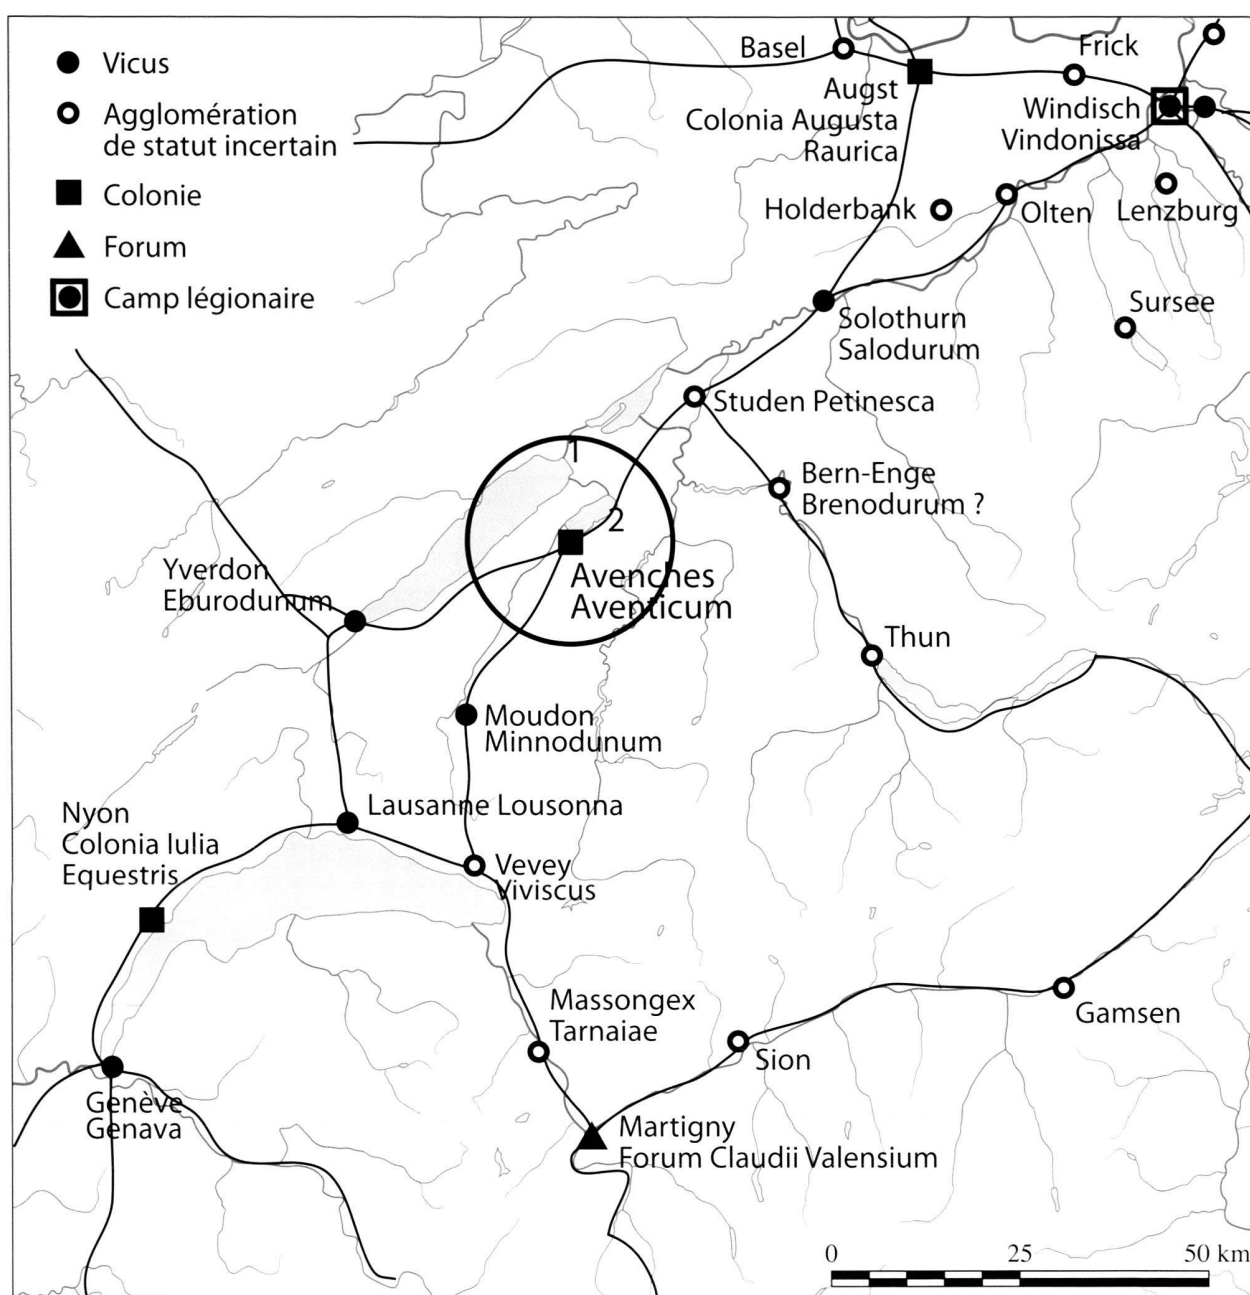 Vicus
Agglomération
de statut incertain
Colonie
Forum
Camp légionaire
Basel
Frick
Augst
Colonia Augusta
Raurica
Windisch
Vindonissa
Holderbank
Olten
Lenzburg
Sursee
Solothurn
Salodurum
Studen Petinesca
1
Bern-Enge
Brenodurum ?
2
Avenches
Aventicum
Yverdon
Eburodunum
Thun
Moudon
Minnodunum
Lausanne Lousonna
Nyon
Colonia Iulia
Equestris
Vevey
Viviscus
Massongex
Tarnaiae
Gamsen
Sion
Genève
Genava
Martigny
Forum Claudii Valensium
0 25 50 km